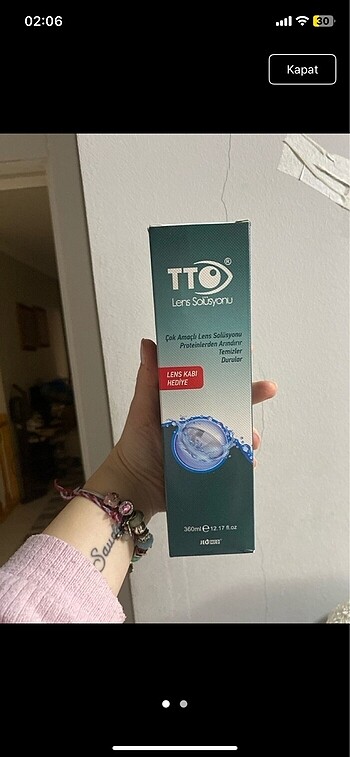 02:06
30
Kapat
TTO®
Lens Solüsyonu
Çok Amaçlı Lens Solüsyonu
Proteinlerden Arındırır
Temizler
Durular
LENS KABI
HEDİYE
360ml ℮ 12.17 fl.oz